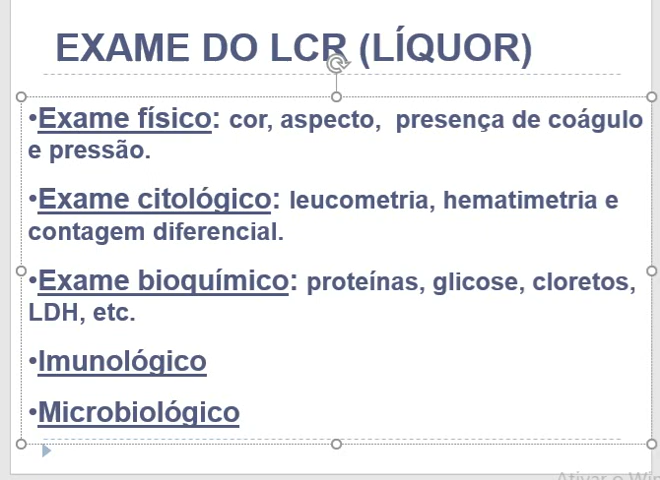 EXAME DO LCR (LÍQUOR)
•Exame físico: cor, aspecto, presença de coágulo
e pressão.
•Exame citológico: leucometria, hematimetria e
contagem diferencial.
•Exame bioquímico: proteínas, glicose, cloretos,
LDH, etc.
•Imunológico
•Microbiológico